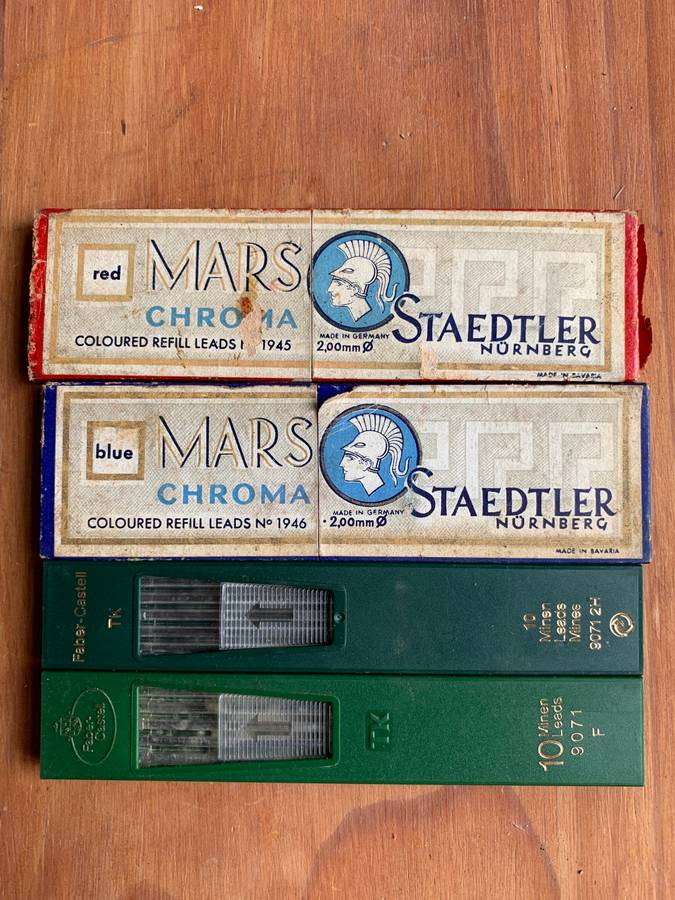 red
MARS
CHROMA
COLOURED REFILL LEADS Nº 1945
MADE IN GERMANY
2,00mm Ø
STAEDTLER
NÜRNBERG
MADE IN BAVARIA
blue
MARS
CHROMA
COLOURED REFILL LEADS Nº 1946
MADE IN GERMANY
2,00mm Ø
STAEDTLER
NÜRNBERG
MADE IN BAVARIA
Faber-Castell
TK
10
Minen
Leads
Mines
9071 2H
Faber-
Castell
TK
10 Minen
Leads
9071
F